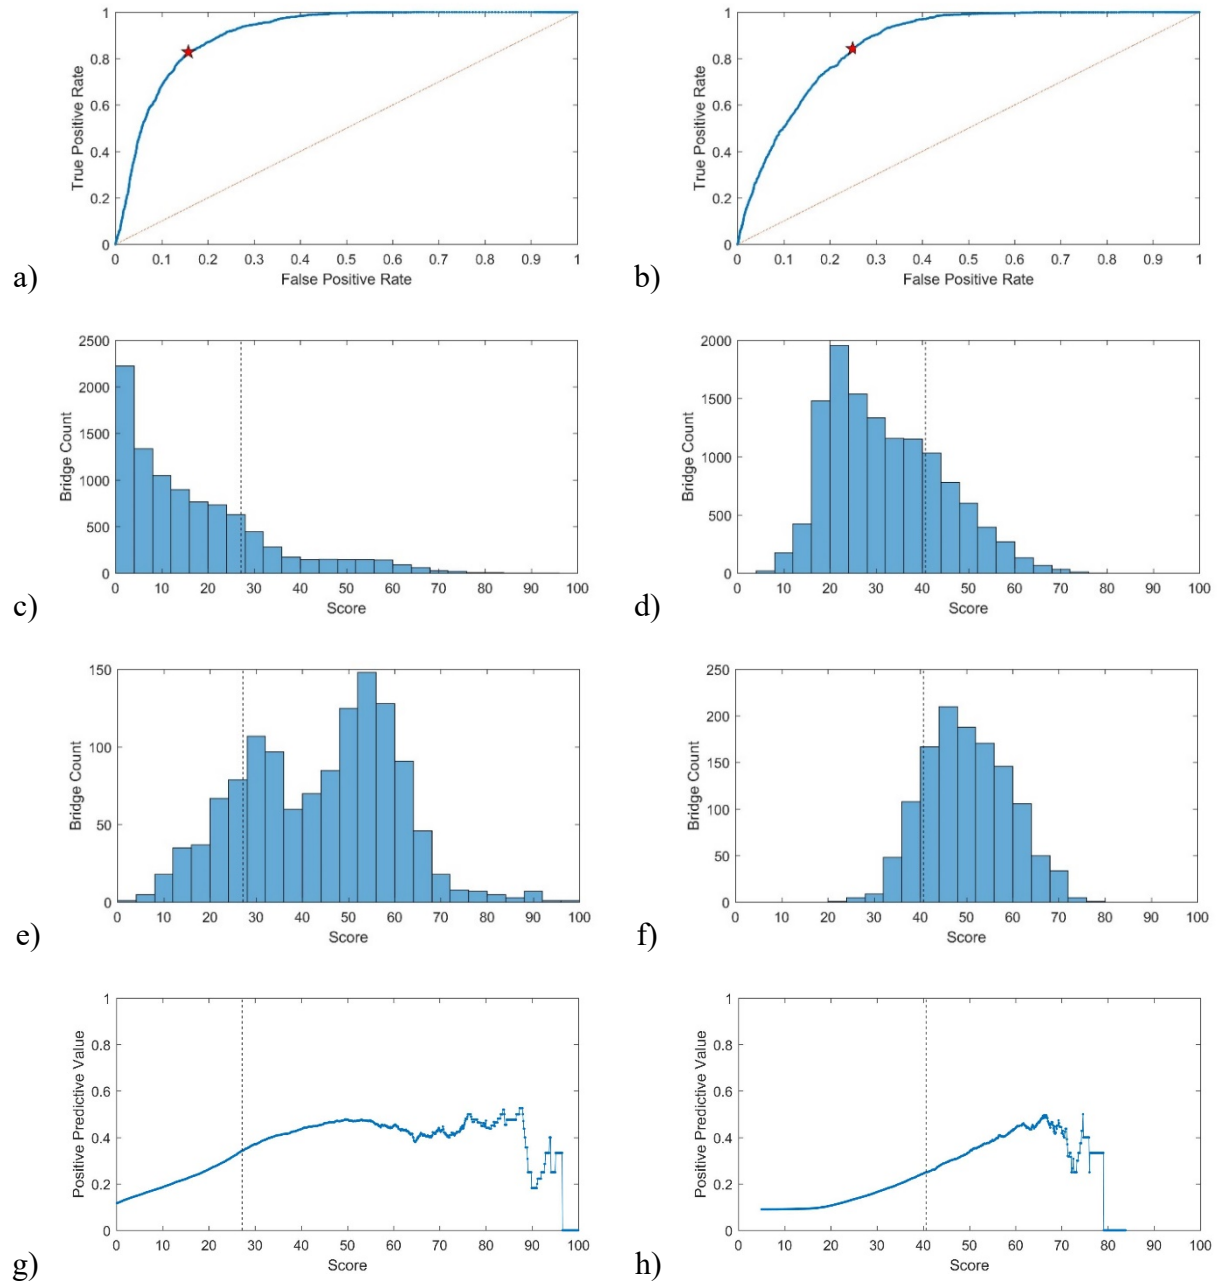 1
0.8
0.6
0.4
0.2
0
True Positive Rate
0 0.1 0.2 0.3 0.4 0.5 0.6 0.7 0.8 0.9 1
False Positive Rate
a)
1
0.8
0.6
0.4
0.2
0
True Positive Rate
0 0.1 0.2 0.3 0.4 0.5 0.6 0.7 0.8 0.9 1
False Positive Rate
b)
2500
2000
1500
1000
500
0
Bridge Count
0 10 20 30 40 50 60 70 80 90 100
Score
c)
2000
1500
1000
500
0
Bridge Count
0 10 20 30 40 50 60 70 80 90 100
Score
d)
150
100
50
0
Bridge Count
0 10 20 30 40 50 60 70 80 90 100
Score
e)
250
200
150
100
50
0
Bridge Count
0 10 20 30 40 50 60 70 80 90 100
Score
f)
1
0.8
0.6
0.4
0.2
0
Positive Predictive Value
0 10 20 30 40 50 60 70 80 90 100
Score
g)
1
0.8
0.6
0.4
0.2
0
Positive Predictive Value
0 10 20 30 40 50 60 70 80 90 100
Score
h)